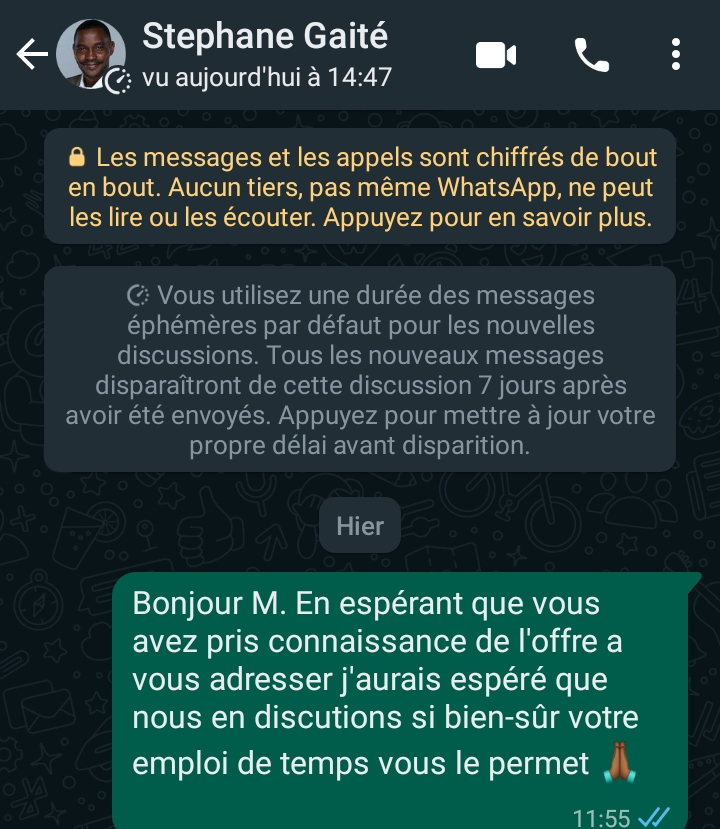 Stephane Gaité
vu aujourd'hui à 14:47
Les messages et les appels sont chiffrés de bout
en bout. Aucun tiers, pas même WhatsApp, ne peut
les lire ou les écouter. Appuyez pour en savoir plus.
Vous utilisez une durée des messages
éphémères par défaut pour les nouvelles
discussions. Tous les nouveaux messages
disparaîtront de cette discussion 7 jours après
avoir été envoyés. Appuyez pour mettre à jour votre
propre délai avant disparition.
Hier
Bonjour M. En espérant que vous
avez pris connaissance de l'offre a
vous adresser j'aurais espéré que
nous en discutions si bien-sûr votre
emploi de temps vous le permet 🙏🏾
11:55